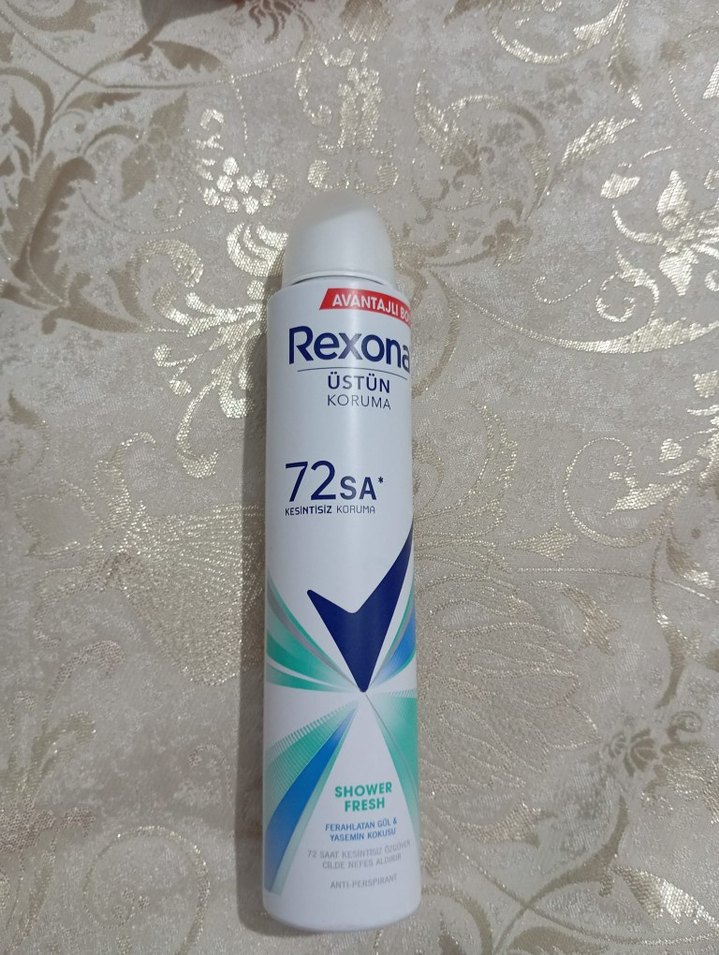 AVANTAJLI
Rexona
ÜSTÜN
KORUMA
72SA*
KESİNTİSİZ KORUMA
SHOWER
FRESH
FERAHLATAN GÜL &
YASEMİN KOKUSU
72 SAAT KESİNTİSİZ ÖZGÜVEN
CİLDE NEFES ALDIRIR
ANTI-PERSPIRANT